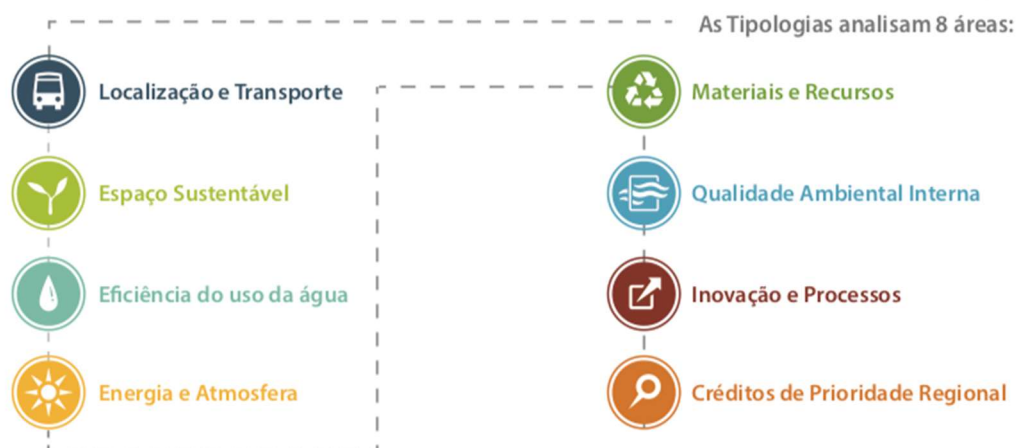 As Tipologias analisam 8 áreas:
Localização e Transporte
Espaço Sustentável
Eficiência do uso da água
Energia e Atmosfera
Materiais e Recursos
Qualidade Ambiental Interna
Inovação e Processos
Créditos de Prioridade Regional